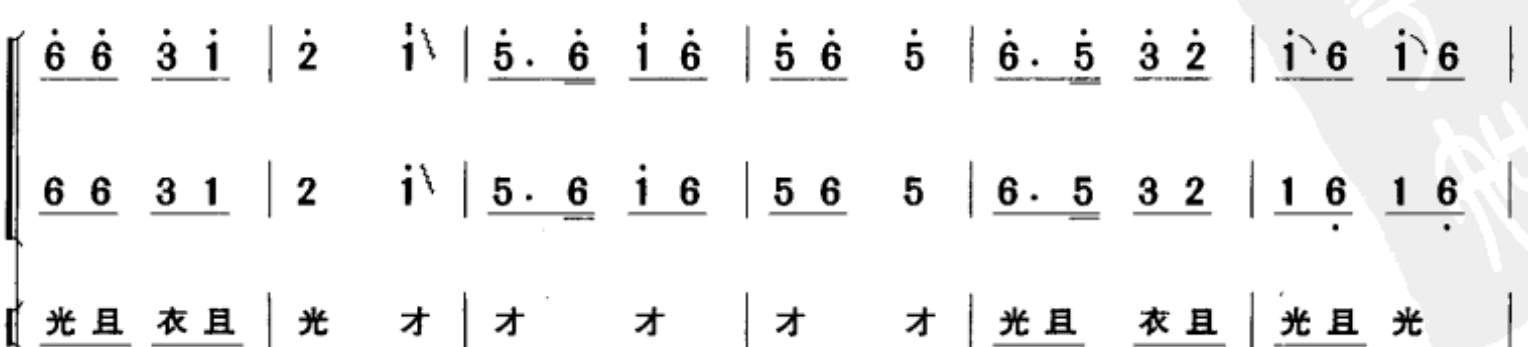 6̇ 6̇ 3̇ 1̇ | 2̇ 1̈ | 5̇. 6̇ 1̈ 6̇ | 5̇ 6̇ 5̇ | 6̇. 5̇ 3̇ 2̇ | 1̇ 6 1̇ 6 |
6 6 3 1 | 2 1̇ | 5. 6 1̇ 6 | 5 6 5 | 6. 5 3 2 | 1 6̣ 1 6̣ |
光 且 衣 且 | 光 才 | 才 才 | 才 才 | 光 且 衣 且 | 光 且 光 |